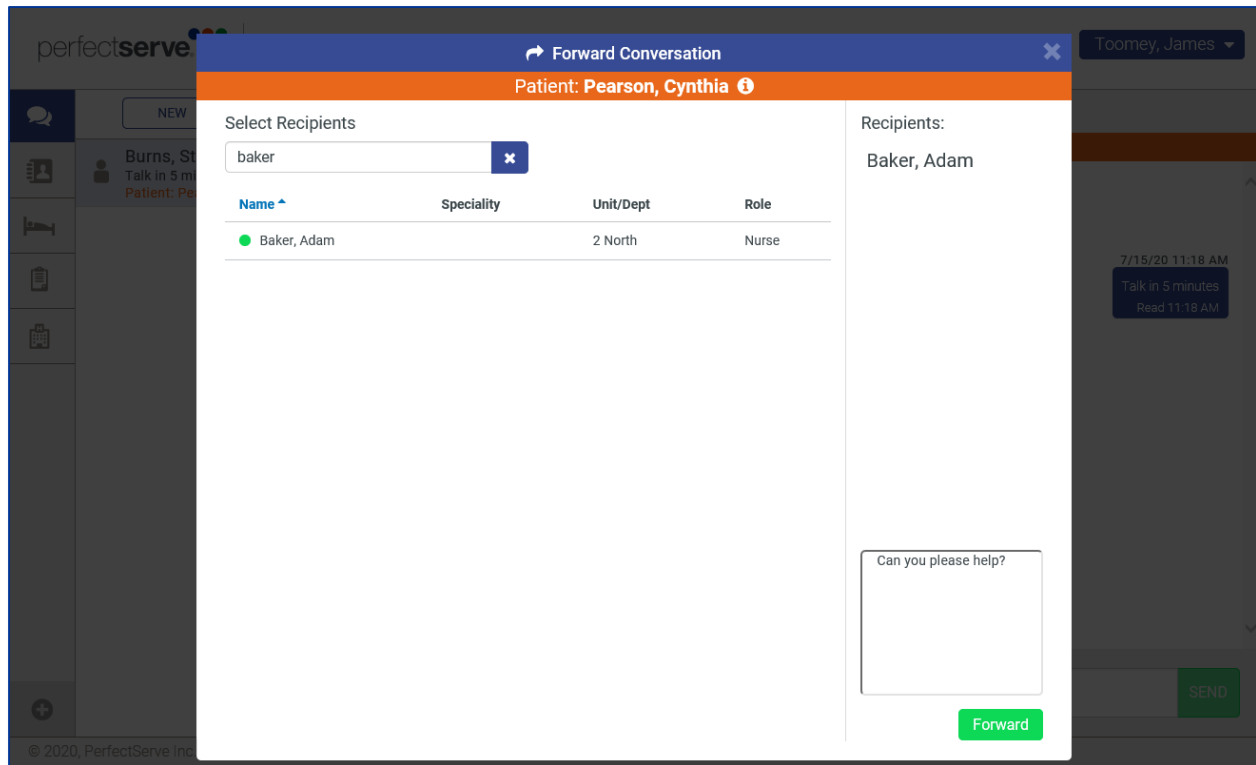 perfectserve.
Toomey, James
Forward Conversation
Patient: Pearson, Cynthia
NEW
Burns, St
Talk in 5 mi
Patient: Pea
Select Recipients
baker
Name Speciality Unit/Dept Role
Baker, Adam 2 North Nurse
Recipients:
Baker, Adam
7/15/20 11:18 AM
Talk in 5 minutes
Read 11:18 AM
Can you please help?
Forward
SEND
© 2020, PerfectServe Inc.